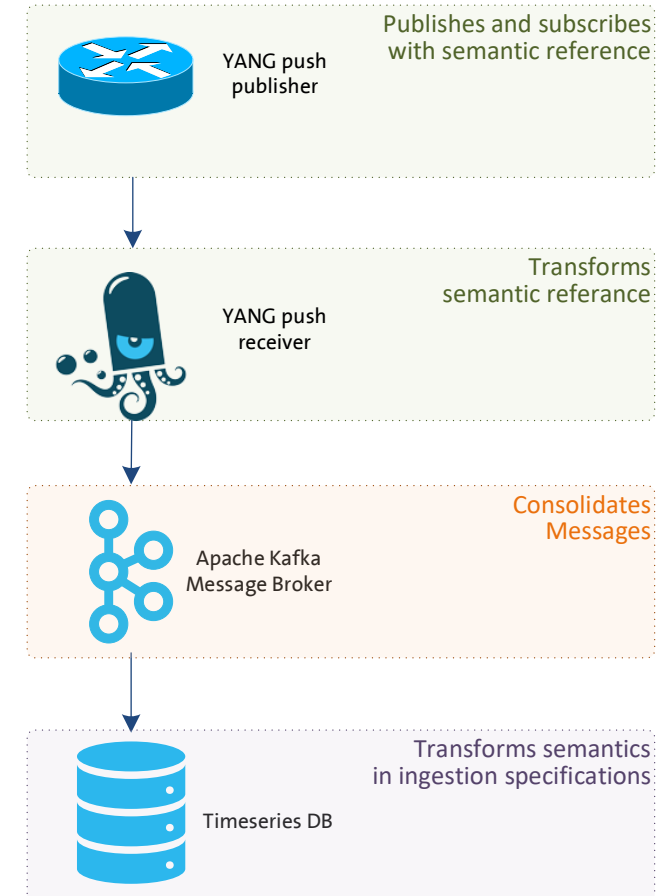 Publishes and subscribes
with semantic reference
YANG push
publisher
Transforms
semantic referance
YANG push
receiver
Consolidates
Messages
Apache Kafka
Message Broker
Transforms semantics
in ingestion specifications
Timeseries DB